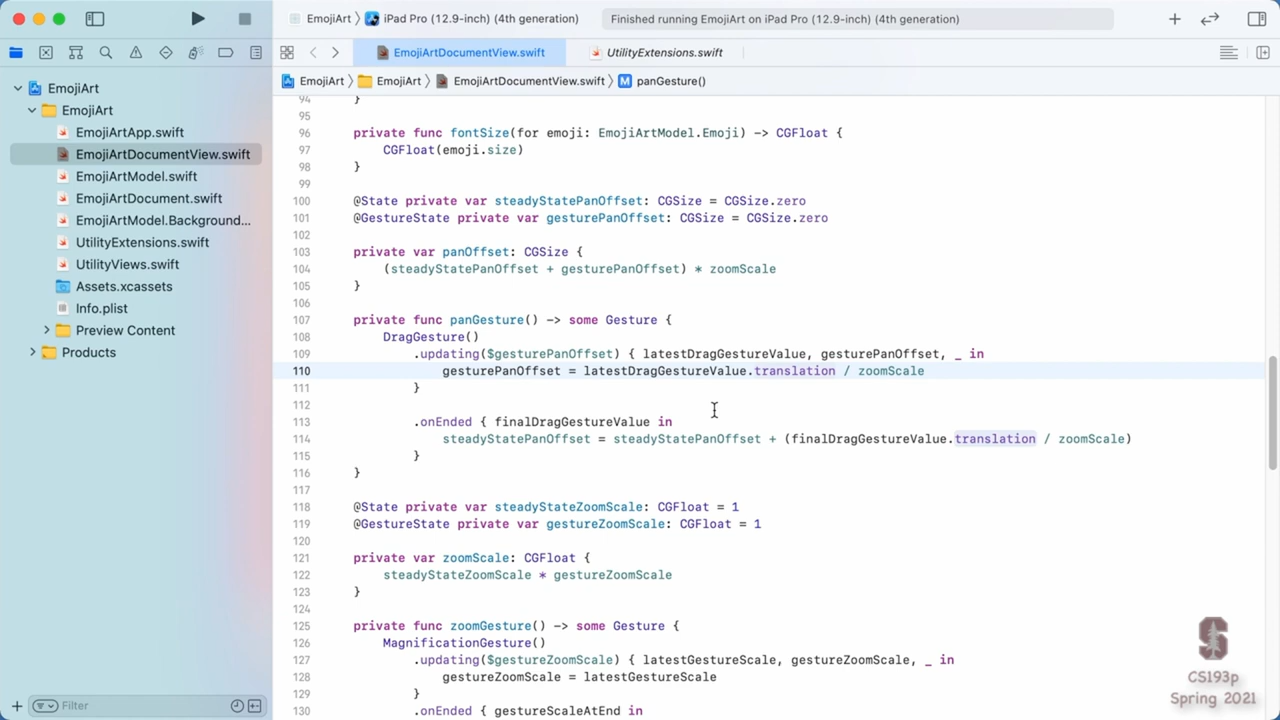 EmojiArt > iPad Pro (12.9-inch) (4th generation)
Finished running EmojiArt on iPad Pro (12.9-inch) (4th generation)
EmojiArtDocumentView.swift
UtilityExtensions.swift
EmojiArt > EmojiArt > EmojiArtDocumentView.swift > M panGesture()
EmojiArt
EmojiArt
EmojiArtApp.swift
EmojiArtDocumentView.swift
EmojiArtModel.swift
EmojiArtDocument.swift
EmojiArtModel.Background...
UtilityExtensions.swift
UtilityViews.swift
Assets.xcassets
Info.plist
Preview Content
Products
Filter
94 }
95
96 private func fontSize(for emoji: EmojiArtModel.Emoji) -> CGFloat {
97 CGFloat(emoji.size)
98 }
99
100 @State private var steadyStatePanOffset: CGSize = CGSize.zero
101 @GestureState private var gesturePanOffset: CGSize = CGSize.zero
102
103 private var panOffset: CGSize {
104 (steadyStatePanOffset + gesturePanOffset) * zoomScale
105 }
106
107 private func panGesture() -> some Gesture {
108 DragGesture()
109 .updating($gesturePanOffset) { latestDragGestureValue, gesturePanOffset, _ in
110 gesturePanOffset = latestDragGestureValue.translation / zoomScale
111 }
112
113 .onEnded { finalDragGestureValue in
114 steadyStatePanOffset = steadyStatePanOffset + (finalDragGestureValue.translation / zoomScale)
115 }
116 }
117
118 @State private var steadyStateZoomScale: CGFloat = 1
119 @GestureState private var gestureZoomScale: CGFloat = 1
120
121 private var zoomScale: CGFloat {
122 steadyStateZoomScale * gestureZoomScale
123 }
124
125 private func zoomGesture() -> some Gesture {
126 MagnificationGesture()
127 .updating($gestureZoomScale) { latestGestureScale, gestureZoomScale, _ in
128 gestureZoomScale = latestGestureScale
129 }
130 .onEnded { gestureScaleAtEnd in
S
CS193p
Spring 2021